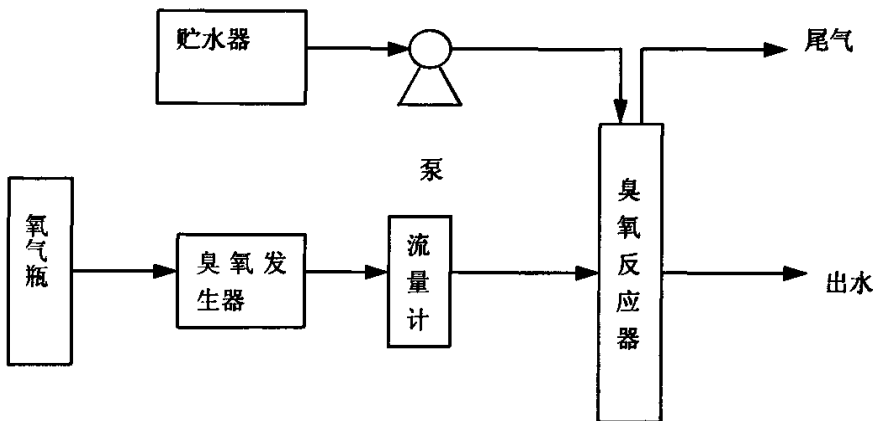 贮水器
尾气
泵
氧
气
瓶
臭氧发
生器
流
量
计
臭
氧
反
应
器
出水